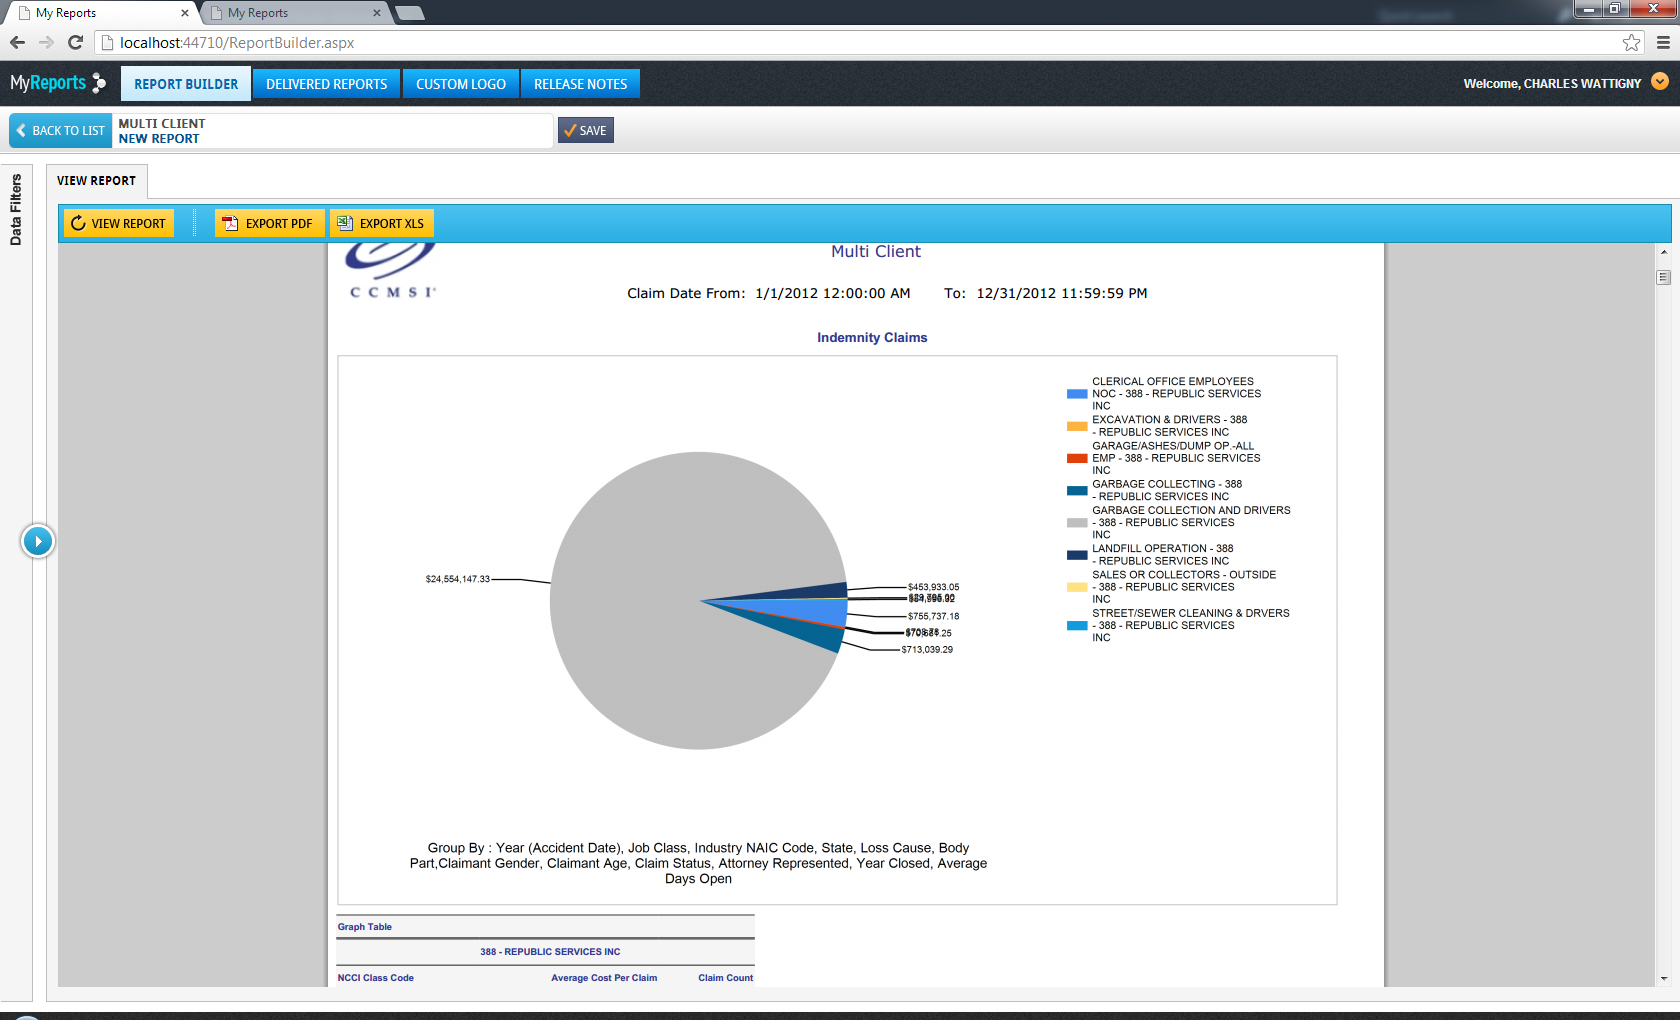 My Reports
My Reports
localhost:44710/ReportBuilder.aspx
MyReports
REPORT BUILDER
DELIVERED REPORTS
CUSTOM LOGO
RELEASE NOTES
Welcome, CHARLES WATTIGNY
BACK TO LIST
MULTI CLIENT
NEW REPORT
SAVE
Data Filters
VIEW REPORT
VIEW REPORT
EXPORT PDF
EXPORT XLS
CCMSI
Multi Client
Claim Date From: 1/1/2012 12:00:00 AM To: 12/31/2012 11:59:59 PM
Indemnity Claims
CLERICAL OFFICE EMPLOYEES
NOC - 388 - REPUBLIC SERVICES
INC
EXCAVATION & DRIVERS - 388
- REPUBLIC SERVICES INC
GARAGE/ASHES/DUMP OP.-ALL
EMP - 388 - REPUBLIC SERVICES
INC
GARBAGE COLLECTING - 388
- REPUBLIC SERVICES INC
GARBAGE COLLECTION AND DRIVERS
- 388 - REPUBLIC SERVICES
INC
LANDFILL OPERATION - 388
- REPUBLIC SERVICES INC
SALES OR COLLECTORS - OUTSIDE
- 388 - REPUBLIC SERVICES
INC
STREET/SEWER CLEANING & DRVERS
- 388 - REPUBLIC SERVICES
INC
$24,554,147.33
$453,933.05
$755,737.18
$713,039.29
Group By : Year (Accident Date), Job Class, Industry NAIC Code, State, Loss Cause, Body
Part,Claimant Gender, Claimant Age, Claim Status, Attorney Represented, Year Closed, Average
Days Open
Graph Table
388 - REPUBLIC SERVICES INC
NCCI Class Code Average Cost Per Claim Claim Count